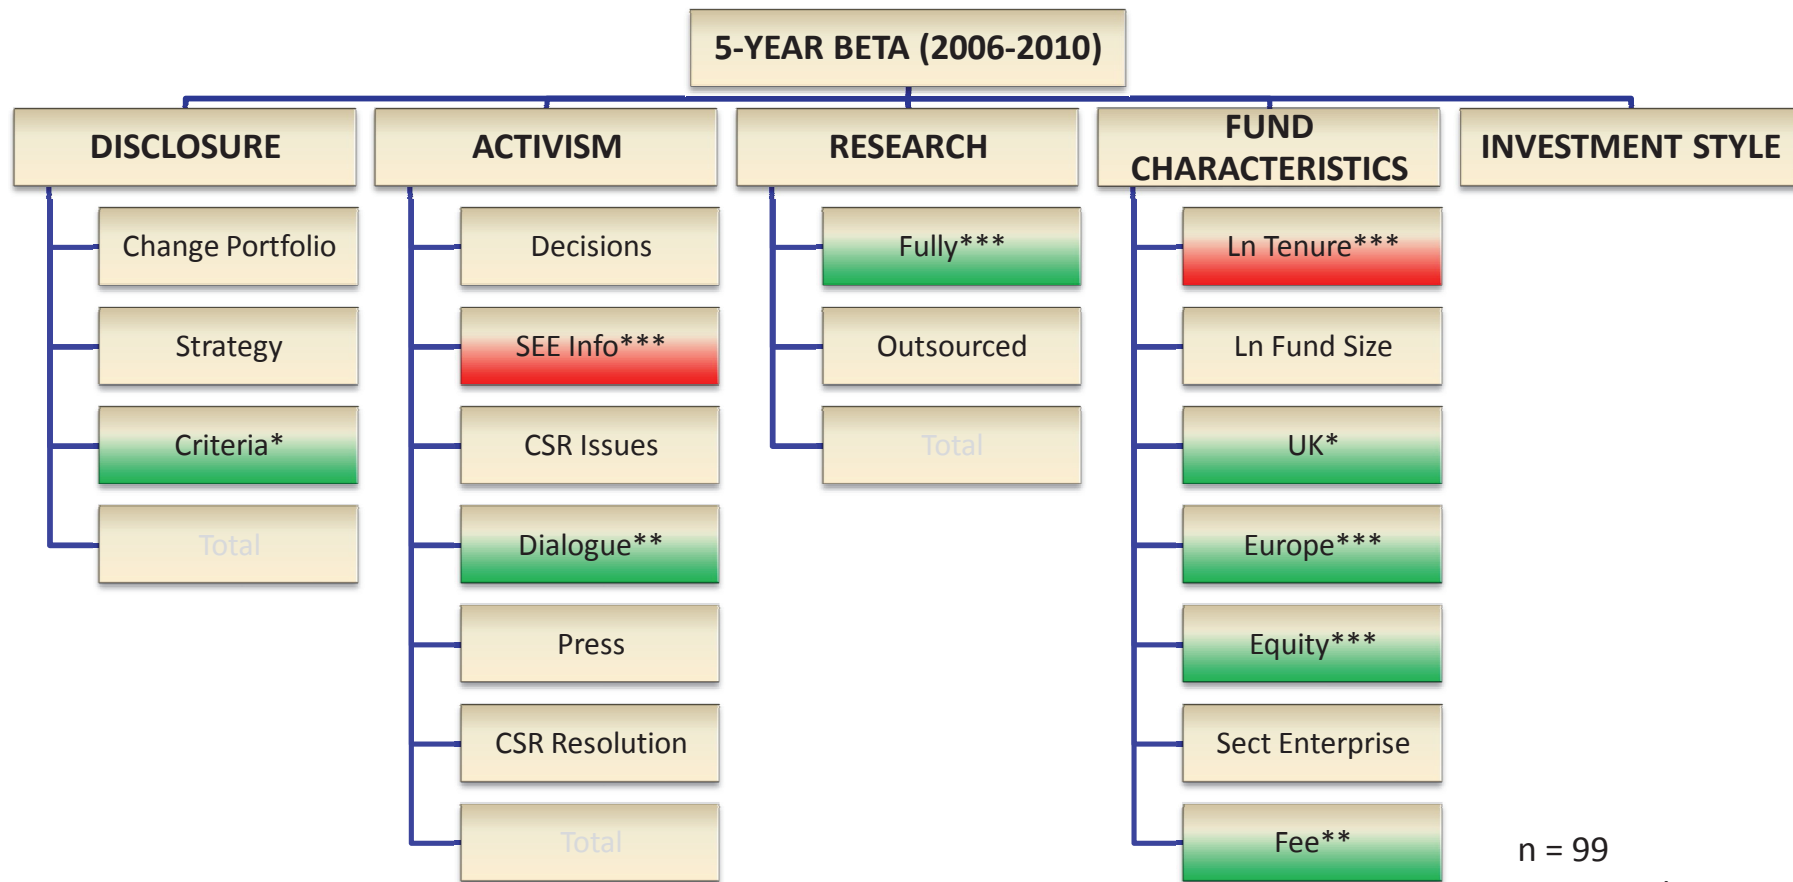 5-YEAR BETA (2006-2010)
DISCLOSURE
Change Portfolio
Strategy
Criteria*
Total
ACTIVISM
Decisions
SEE Info***
CSR Issues
Dialogue**
Press
CSR Resolution
Total
RESEARCH
Fully***
Outsourced
Total
FUND
CHARACTERISTICS
Ln Tenure***
Ln Fund Size
UK*
Europe***
Equity***
Sect Enterprise
Fee**
INVESTMENT STYLE
n = 99